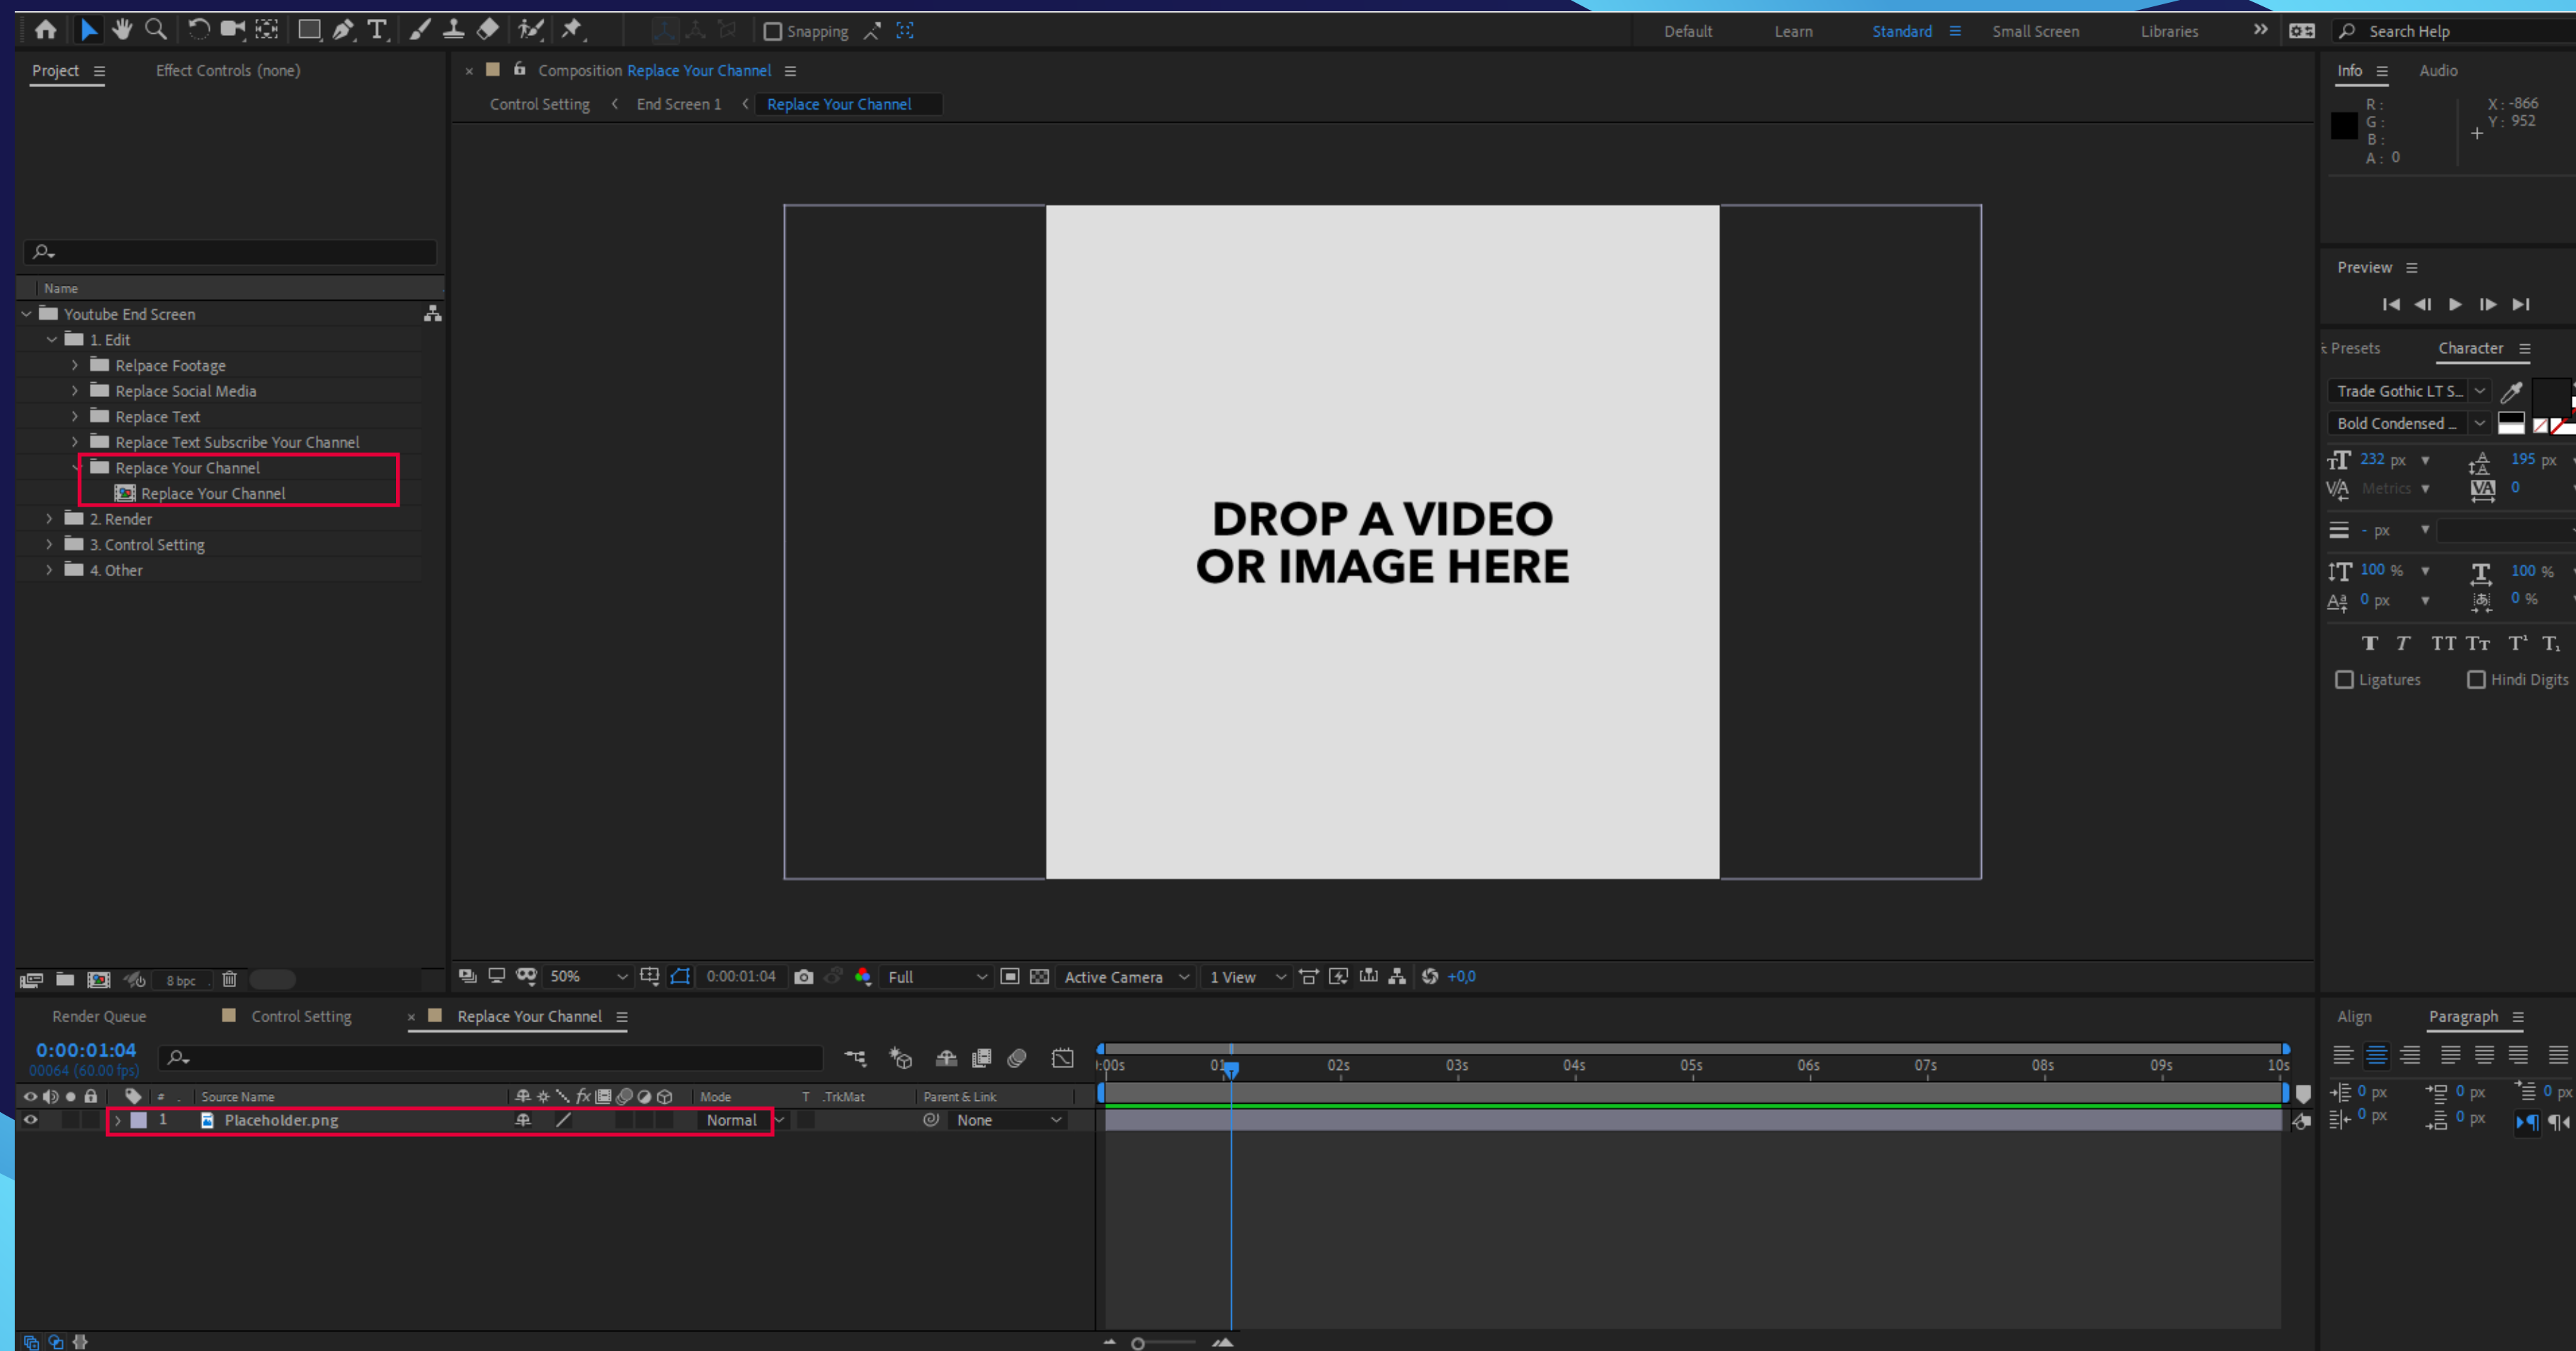 Snapping
Default Learn Standard Small Screen Libraries Search Help
Project Effect Controls (none)
Composition Replace Your Channel
Control Setting End Screen 1 Replace Your Channel
Info Audio
R :
G :
B :
A : 0
X : -866
Y : 952
Name
Youtube End Screen
1. Edit
Relpace Footage
Replace Social Media
Replace Text
Replace Text Subscribe Your Channel
Replace Your Channel
Replace Your Channel
2. Render
3. Control Setting
4. Other
DROP A VIDEO
OR IMAGE HERE
Preview
Presets Character
Trade Gothic LT S...
Bold Condensed ...
232 px 195 px
Metrics 0
- px
100 % 100 %
0 px 0 %
T T TT Tt T¹ T₁
Ligatures Hindi Digits
8 bpc
50% 0:00:01:04 Full Active Camera 1 View +0,0
Render Queue Control Setting Replace Your Channel
0:00:01:04
00064 (60.00 fps)
:00s 01 02s 03s 04s 05s 06s 07s 08s 09s 10s
# . Source Name fx Mode T .TrkMat Parent & Link
1 Placeholder.png Normal None
Align Paragraph
0 px 0 px 0 px
0 px 0 px